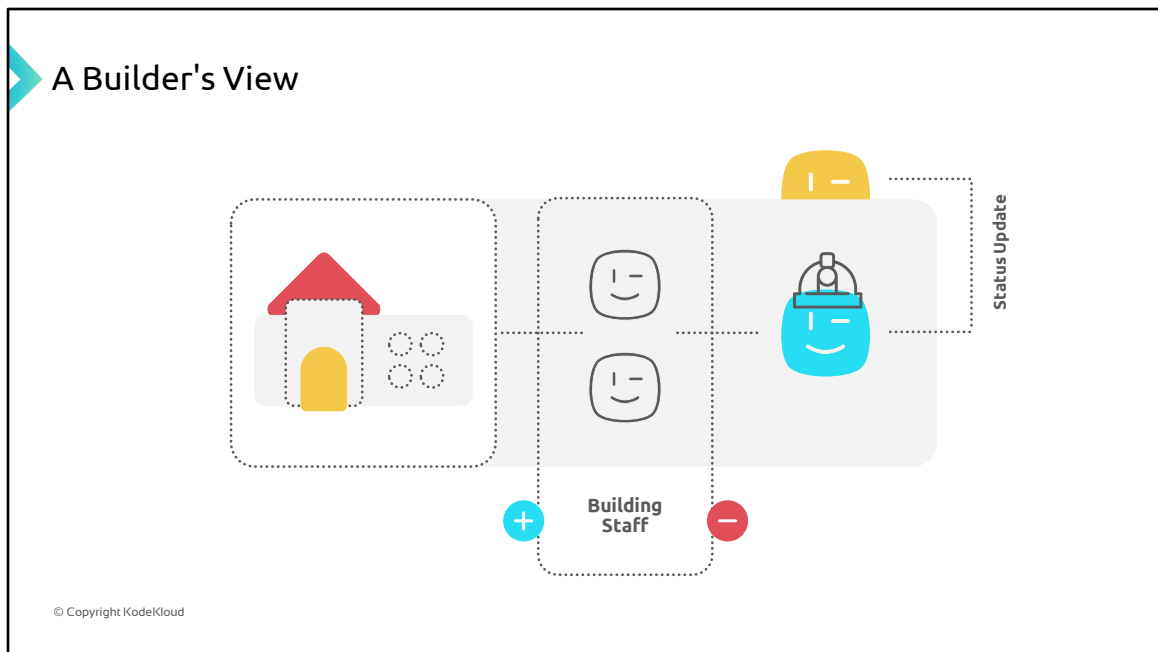 A Builder's View
Status Update
Building
Staff
© Copyright KodeKloud